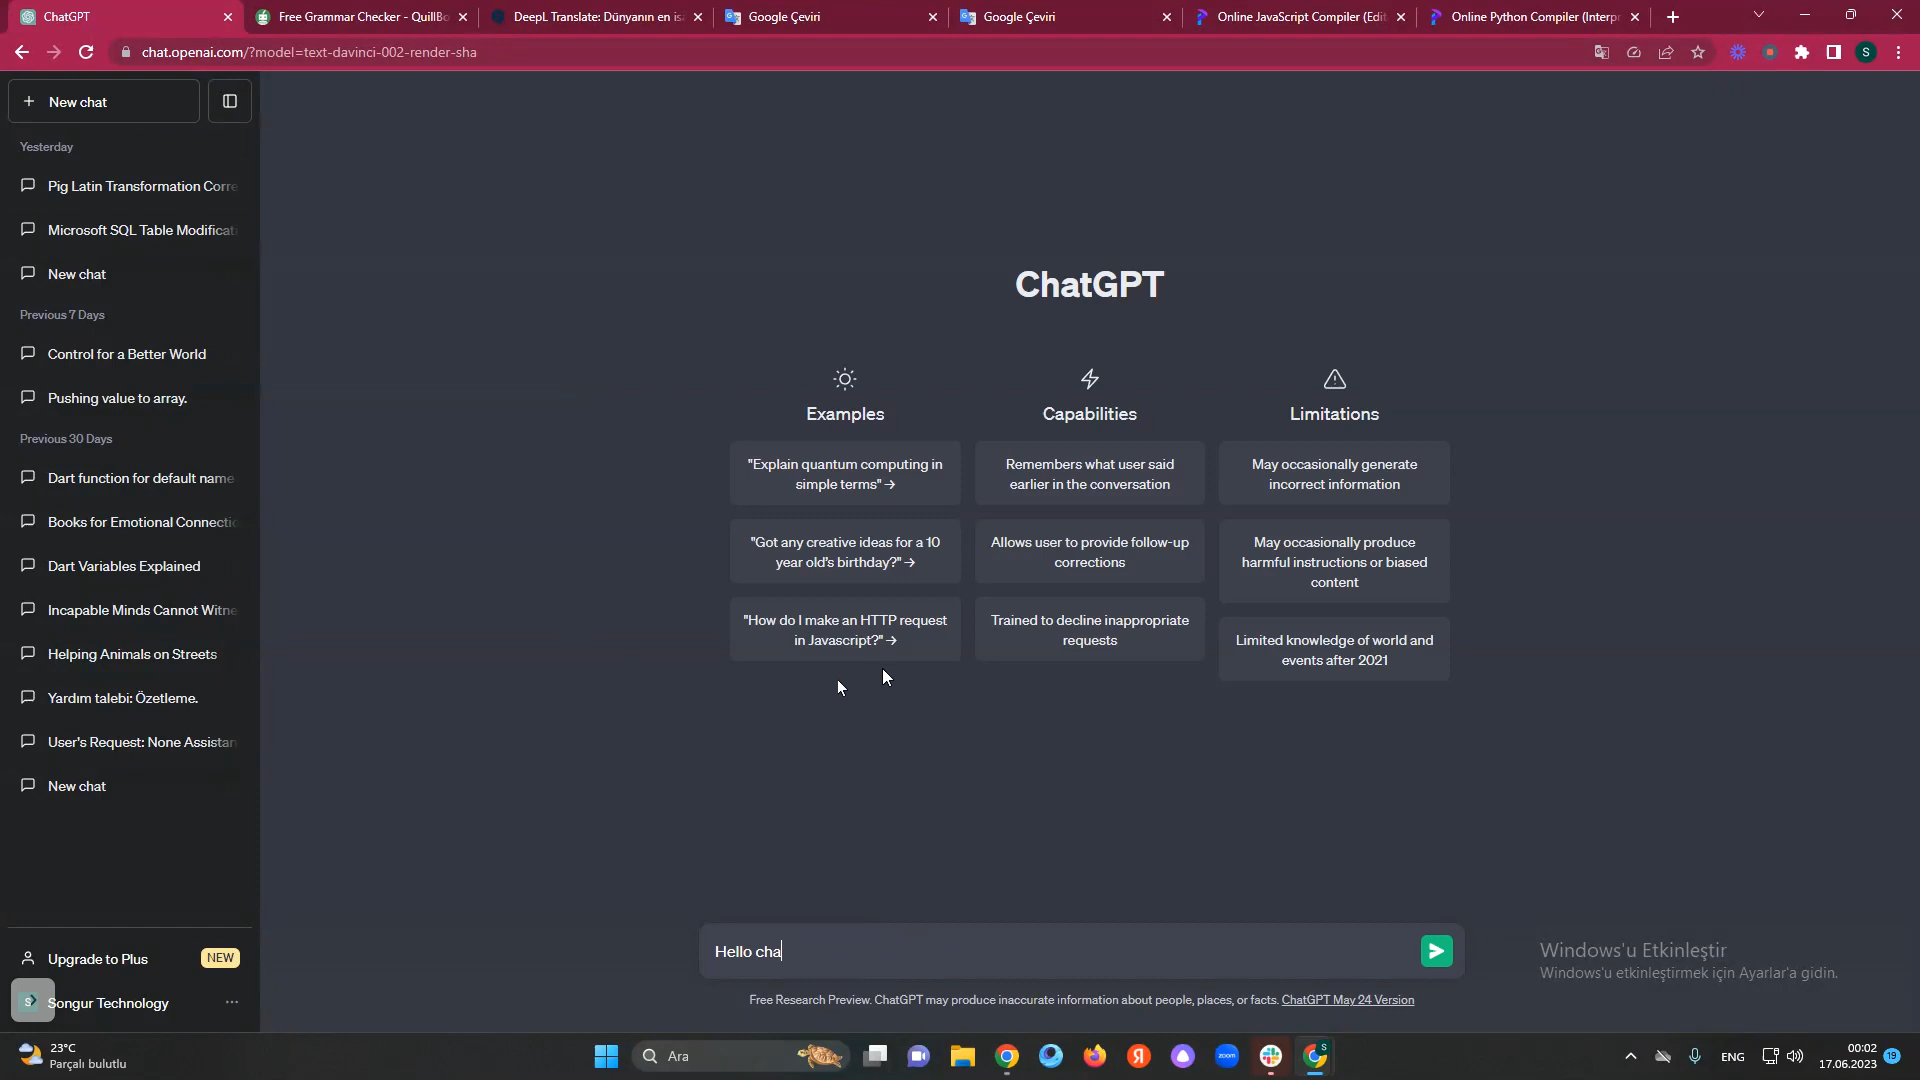 ChatGPT
Free Grammar Checker - QuillBo
DeepL Translate: Dünyanın en is
Google Çeviri
Google Çeviri
Online JavaScript Compiler (Edit
Online Python Compiler (Interpr
chat.openai.com/?model=text-davinci-002-render-sha
S
New chat
Yesterday
Pig Latin Transformation Corre
Microsoft SQL Table Modificati
New chat
Previous 7 Days
Control for a Better World
Pushing value to array.
Previous 30 Days
Dart function for default name
Books for Emotional Connectio
Dart Variables Explained
Incapable Minds Cannot Witne
Helping Animals on Streets
Yardım talebi: Özetleme.
User's Request: None Assistan
New chat
Upgrade to Plus
NEW
S
Songur Technology
ChatGPT
Examples
"Explain quantum computing in
simple terms" →
"Got any creative ideas for a 10
year old's birthday?" →
"How do I make an HTTP request
in Javascript?" →
Capabilities
Remembers what user said
earlier in the conversation
Allows user to provide follow-up
corrections
Trained to decline inappropriate
requests
Limitations
May occasionally generate
incorrect information
May occasionally produce
harmful instructions or biased
content
Limited knowledge of world and
events after 2021
Hello cha
Free Research Preview. ChatGPT may produce inaccurate information about people, places, or facts. ChatGPT May 24 Version
Windows'u Etkinleştir
Windows'u etkinleştirmek için Ayarlar'a gidin.
23°C
Parçalı bulutlu
Ara
zoom
S
ENG
00:02
17.06.2023
19